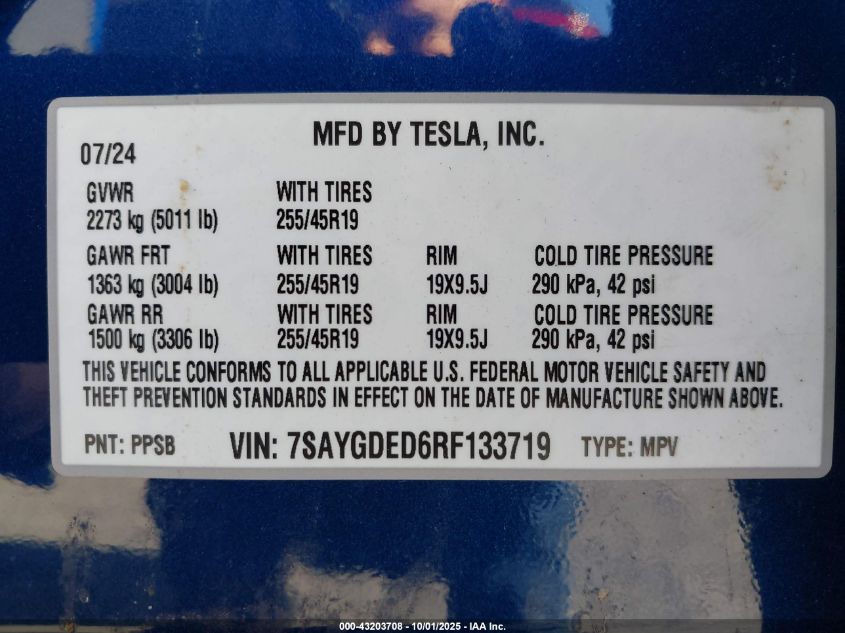 MFD BY TESLA, INC.
07/24
GVWR WITH TIRES
2273 kg (5011 lb) 255/45R19
GAWR FRT WITH TIRES RIM COLD TIRE PRESSURE
1363 kg (3004 lb) 255/45R19 19X9.5J 290 kPa, 42 psi
GAWR RR WITH TIRES RIM COLD TIRE PRESSURE
1500 kg (3306 lb) 255/45R19 19X9.5J 290 kPa, 42 psi
THIS VEHICLE CONFORMS TO ALL APPLICABLE U.S. FEDERAL MOTOR VEHICLE SAFETY AND
THEFT PREVENTION STANDARDS IN EFFECT ON THE DATE OF MANUFACTURE SHOWN ABOVE.
PNT: PPSB VIN: 7SAYGDED6RF133719 TYPE: MPV
000-43203708 - 10/01/2025 - IAA Inc.